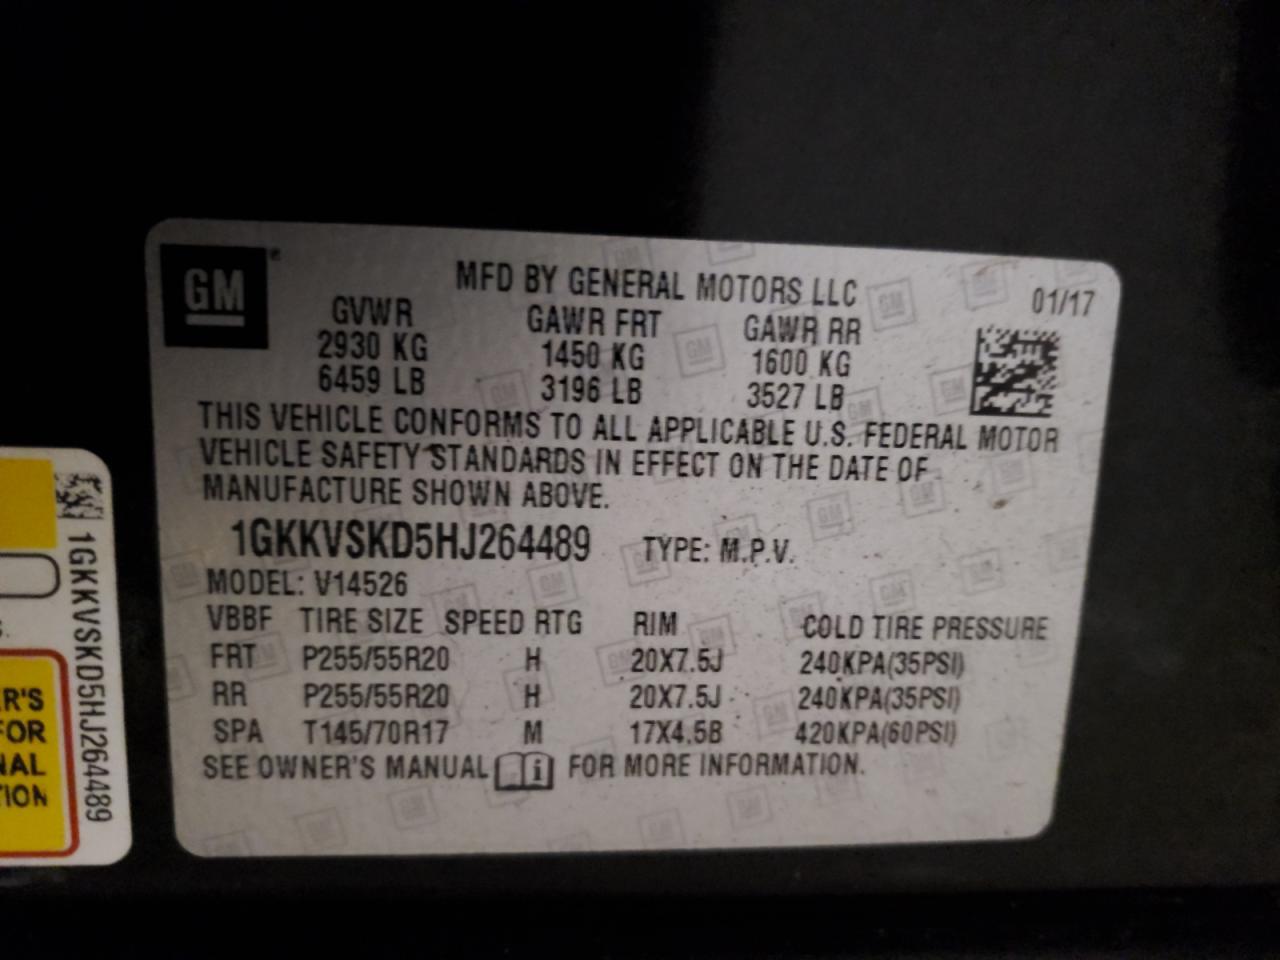 GM
MFD BY GENERAL MOTORS LLC
01/17
GVWR GAWR FRT GAWR RR
2930 KG 1450 KG 1600 KG
6459 LB 3196 LB 3527 LB
THIS VEHICLE CONFORMS TO ALL APPLICABLE U.S. FEDERAL MOTOR
VEHICLE SAFETY STANDARDS IN EFFECT ON THE DATE OF
MANUFACTURE SHOWN ABOVE.
1GKKVSKD5HJ264489 TYPE: M.P.V.
MODEL: V14526
VBBF TIRE SIZE SPEED RTG RIM COLD TIRE PRESSURE
FRT P255/55R20 H 20X7.5J 240KPA(35PSI)
RR P255/55R20 H 20X7.5J 240KPA(35PSI)
SPA T145/70R17 M 17X4.5B 420KPA(60PSI)
SEE OWNER'S MANUAL i FOR MORE INFORMATION.
1GKKVSKD5HJ264489
ER'S
FOR
NAL
TION